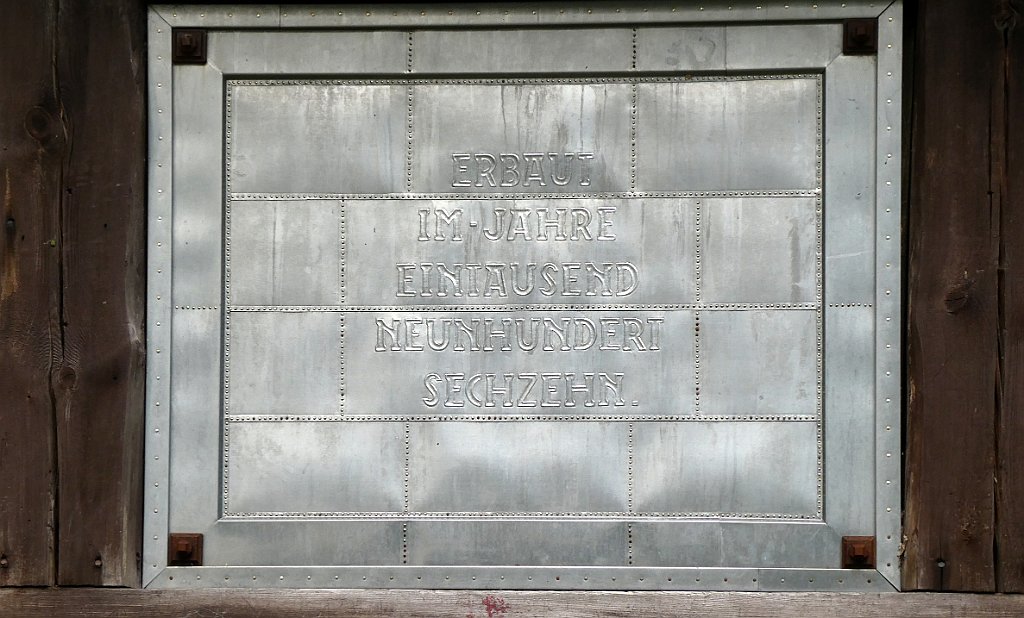 ERBAUT
IM-JAHRE
EINTAUSEND
NEUNHUNDERT
SECHZEHN.